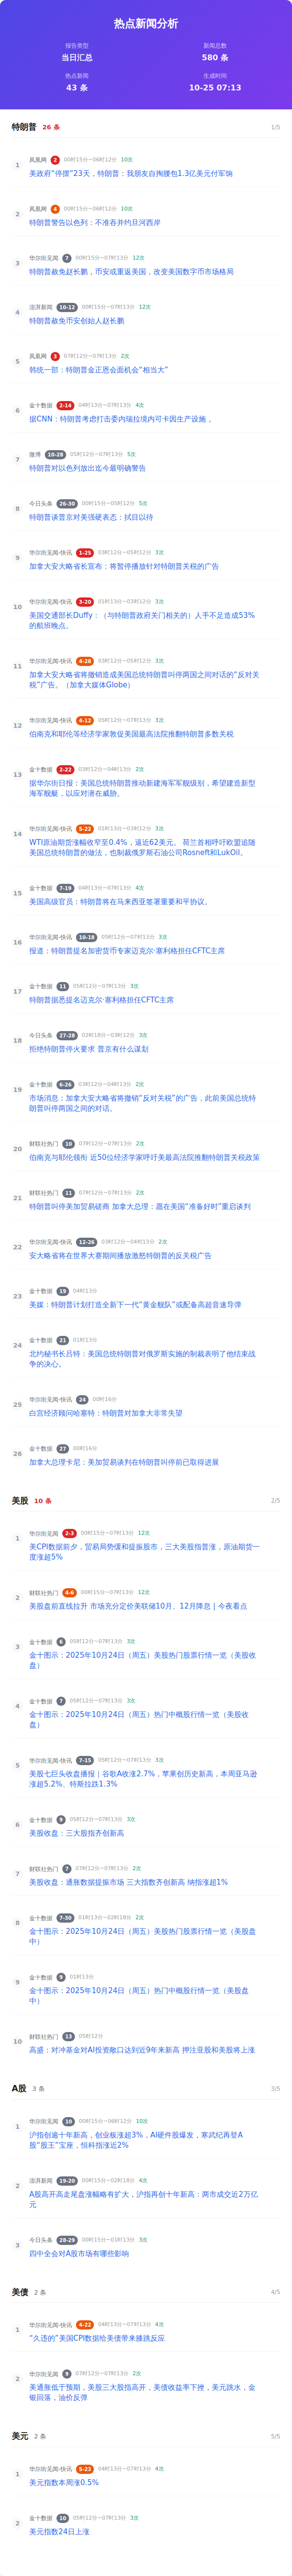 热点新闻分析
报告类型
新闻总数
当日汇总
580 条
热点新闻
生成时间
43 条
10-25 07:13
特朗普 26 条 1/5
1
凤凰网 2 00时15分~06时12分 10次
美政府“停摆”23天，特朗普：我朋友自掏腰包1.3亿美元付军饷
2
凤凰网 4 00时15分~06时12分 10次
特朗普警告以色列：不准吞并约旦河西岸
3
华尔街见闻 7 00时15分~07时13分 12次
特朗普赦免赵长鹏，币安或重返美国，改变美国数字币市场格局
4
澎湃新闻 10-12 00时15分~07时13分 12次
特朗普赦免币安创始人赵长鹏
5
凤凰网 3 07时12分~07时13分 2次
韩统一部：特朗普金正恩会面机会“相当大”
6
金十数据 2-14 04时13分~07时13分 4次
据CNN：特朗普考虑打击委内瑞拉境内可卡因生产设施 。
7
微博 10-28 05时12分~07时13分 5次
特朗普对以色列放出迄今最明确警告
8
今日头条 26-30 00时15分~05时12分 5次
特朗普谈普京对美强硬表态：拭目以待
9
华尔街见闻-快讯 1-25 03时12分~05时12分 3次
加拿大安大略省长宣布：将暂停播放针对特朗普关税的广告
10
华尔街见闻-快讯 3-20 01时13分~03时12分 3次
美国交通部长Duffy：（与特朗普政府关门相关的）人手不足造成53%
的航班晚点。
11
华尔街见闻-快讯 4-28 03时12分~05时12分 3次
加拿大安大略省将撤销造成美国总统特朗普叫停两国之间对话的“反对关
税”广告。（加拿大媒体Globe）
12
华尔街见闻-快讯 4-12 05时12分~07时13分 3次
伯南克和耶伦等经济学家敦促美国最高法院推翻特朗普多数关税
13
金十数据 2-22 03时12分~04时13分 2次
据华尔街日报：美国总统特朗普推动新建海军军舰级别，希望建造新型
海军舰艇，以应对潜在威胁。
14
华尔街见闻-快讯 5-22 01时13分~03时12分 3次
WTI原油期货涨幅收窄至0.4%，逼近62美元。 荷兰首相呼吁欧盟追随
美国总统特朗普的做法，也制裁俄罗斯石油公司Rosneft和LukOil。
15
金十数据 7-19 04时13分~07时13分 4次
美国高级官员：特朗普将在马来西亚签署重要和平协议。
16
华尔街见闻-快讯 10-18 05时12分~07时13分 3次
报道：特朗普提名加密货币专家迈克尔·塞利格担任CFTC主席
17
金十数据 11 05时12分~07时13分 3次
特朗普据悉提名迈克尔·塞利格担任CFTC主席
18
今日头条 27-28 02时18分~03时12分 3次
拒绝特朗普停火要求 普京有什么谋划
19
金十数据 6-26 03时12分~04时13分 2次
市场消息：加拿大安大略省将撤销“反对关税”的广告，此前美国总统特
朗普叫停两国之间的对话。
20
财联社热门 10 07时12分~07时13分 2次
伯南克与耶伦领衔 近50位经济学家呼吁美最高法院推翻特朗普关税政策
21
财联社热门 11 07时12分~07时13分 2次
特朗普叫停美加贸易磋商 加拿大总理：愿在美国“准备好时”重启谈判
22
华尔街见闻-快讯 12-26 03时12分~04时13分 2次
安大略省将在世界大赛期间播放激怒特朗普的反关税广告
23
金十数据 19 04时13分
美媒：特朗普计划打造全新下一代“黄金舰队”或配备高超音速导弹
24
金十数据 21 01时13分
北约秘书长吕特：美国总统特朗普对俄罗斯实施的制裁表明了他结束战
争的决心。
25
华尔街见闻-快讯 24 00时16分
白宫经济顾问哈塞特：特朗普对加拿大非常失望
26
金十数据 27 00时16分
加拿大总理卡尼：美加贸易谈判在特朗普叫停前已取得进展
美股 10 条 2/5
1
华尔街见闻 2-3 00时15分~07时13分 12次
美CPI数据前夕，贸易局势缓和提振股市，三大美股指普涨，原油期货一
度涨超5%
2
财联社热门 4-6 00时15分~07时13分 12次
美股盘前直线拉升 市场充分定价美联储10月、12月降息 | 今夜看点
3
金十数据 6 05时12分~07时13分 3次
金十图示：2025年10月24日（周五）美股热门股票行情一览（美股收
盘）
4
金十数据 7 05时12分~07时13分 3次
金十图示：2025年10月24日（周五）热门中概股行情一览（美股收
盘）
5
华尔街见闻-快讯 7-15 05时12分~07时13分 3次
美股七巨头收盘播报｜谷歌A收涨2.7%，苹果创历史新高，本周亚马逊
涨超5.2%、特斯拉跌1.3%
6
金十数据 9 05时12分~07时13分 3次
美股收盘：三大股指齐创新高
7
财联社热门 7 07时12分~07时13分 2次
美股收盘：通胀数据提振市场 三大指数齐创新高 纳指涨超1%
8
金十数据 7-30 01时13分~02时18分 2次
金十图示：2025年10月24日（周五）美股热门股票行情一览（美股盘
中）
9
金十数据 9 01时13分
金十图示：2025年10月24日（周五）热门中概股行情一览（美股盘
中）
10
财联社热门 13 05时12分
高盛：对冲基金对AI投资敞口达到近9年来新高 押注亚股和美股将上涨
A股 3 条 3/5
1
华尔街见闻 10 00时15分~06时12分 10次
沪指创逾十年新高，创业板涨超3%，AI硬件股爆发，寒武纪再登A
股“股王”宝座，恒科指涨近2%
2
澎湃新闻 19-20 00时15分~02时18分 4次
A股高开高走尾盘涨幅略有扩大，沪指再创十年新高：两市成交近2万亿
元
3
今日头条 28-29 00时15分~01时13分 3次
四中全会对A股市场有哪些影响
美债 2 条 4/5
1
华尔街见闻-快讯 4-22 04时13分~07时13分 4次
“久违的”美国CPI数据给美债带来膝跳反应
2
华尔街见闻 9 07时12分~07时13分 2次
美通胀低于预期，美股三大股指高开，美债收益率下挫，美元跳水，金
银回落，油价反弹
美元 2 条 5/5
1
华尔街见闻-快讯 5-23 04时13分~07时13分 4次
美元指数本周涨0.5%
2
金十数据 10 05时12分~07时13分 3次
美元指数24日上涨